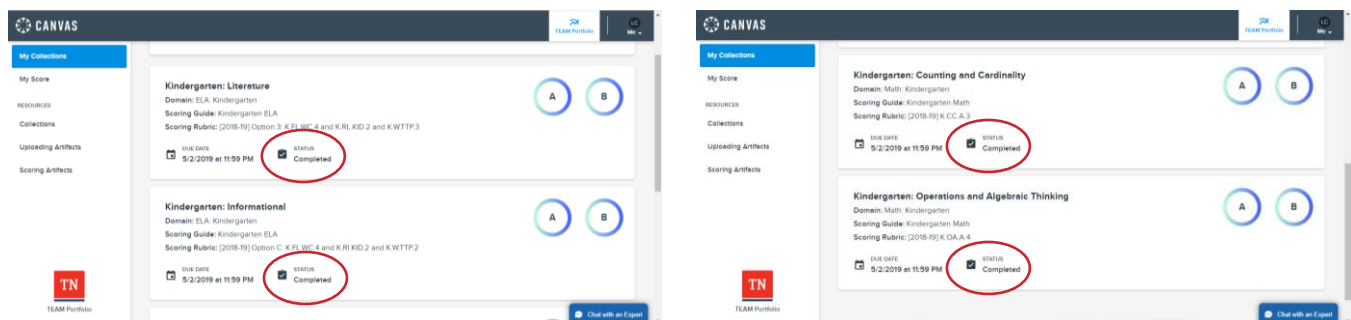 CANVAS
TEAM Portfolio
LC
Me
My Collections
My Score
RESOURCES
Collections
Uploading Artifacts
Scoring Artifacts
TN
TEAM Portfolio
Kindergarten: Literature
Domain: ELA: Kindergarten
Scoring Guide: Kindergarten ELA
Scoring Rubric: [2018-19] Option 3: K.FL.WC.4 and K.RL.KID.2 and K.W.TTP.3
A
B
DUE DATE
5/2/2019 at 11:59 PM
STATUS
Completed
Kindergarten: Informational
Domain: ELA: Kindergarten
Scoring Guide: Kindergarten ELA
Scoring Rubric: [2018-19] Option C: K.FL.WC.4 and K.RI.KID.2 and K.W.TTP.2
A
B
DUE DATE
5/2/2019 at 11:59 PM
STATUS
Completed
Chat with an Expert
CANVAS
TEAM Portfolio
LC
Me
My Collections
My Score
RESOURCES
Collections
Uploading Artifacts
Scoring Artifacts
TN
TEAM Portfolio
Kindergarten: Counting and Cardinality
Domain: Math: Kindergarten
Scoring Guide: Kindergarten Math
Scoring Rubric: [2018-19] K.CC.A.3
A
B
DUE DATE
5/2/2019 at 11:59 PM
STATUS
Completed
Kindergarten: Operations and Algebraic Thinking
Domain: Math: Kindergarten
Scoring Guide: Kindergarten Math
Scoring Rubric: [2018-19] K.OA.A.4
A
B
DUE DATE
5/2/2019 at 11:59 PM
STATUS
Completed
Chat with an Expert